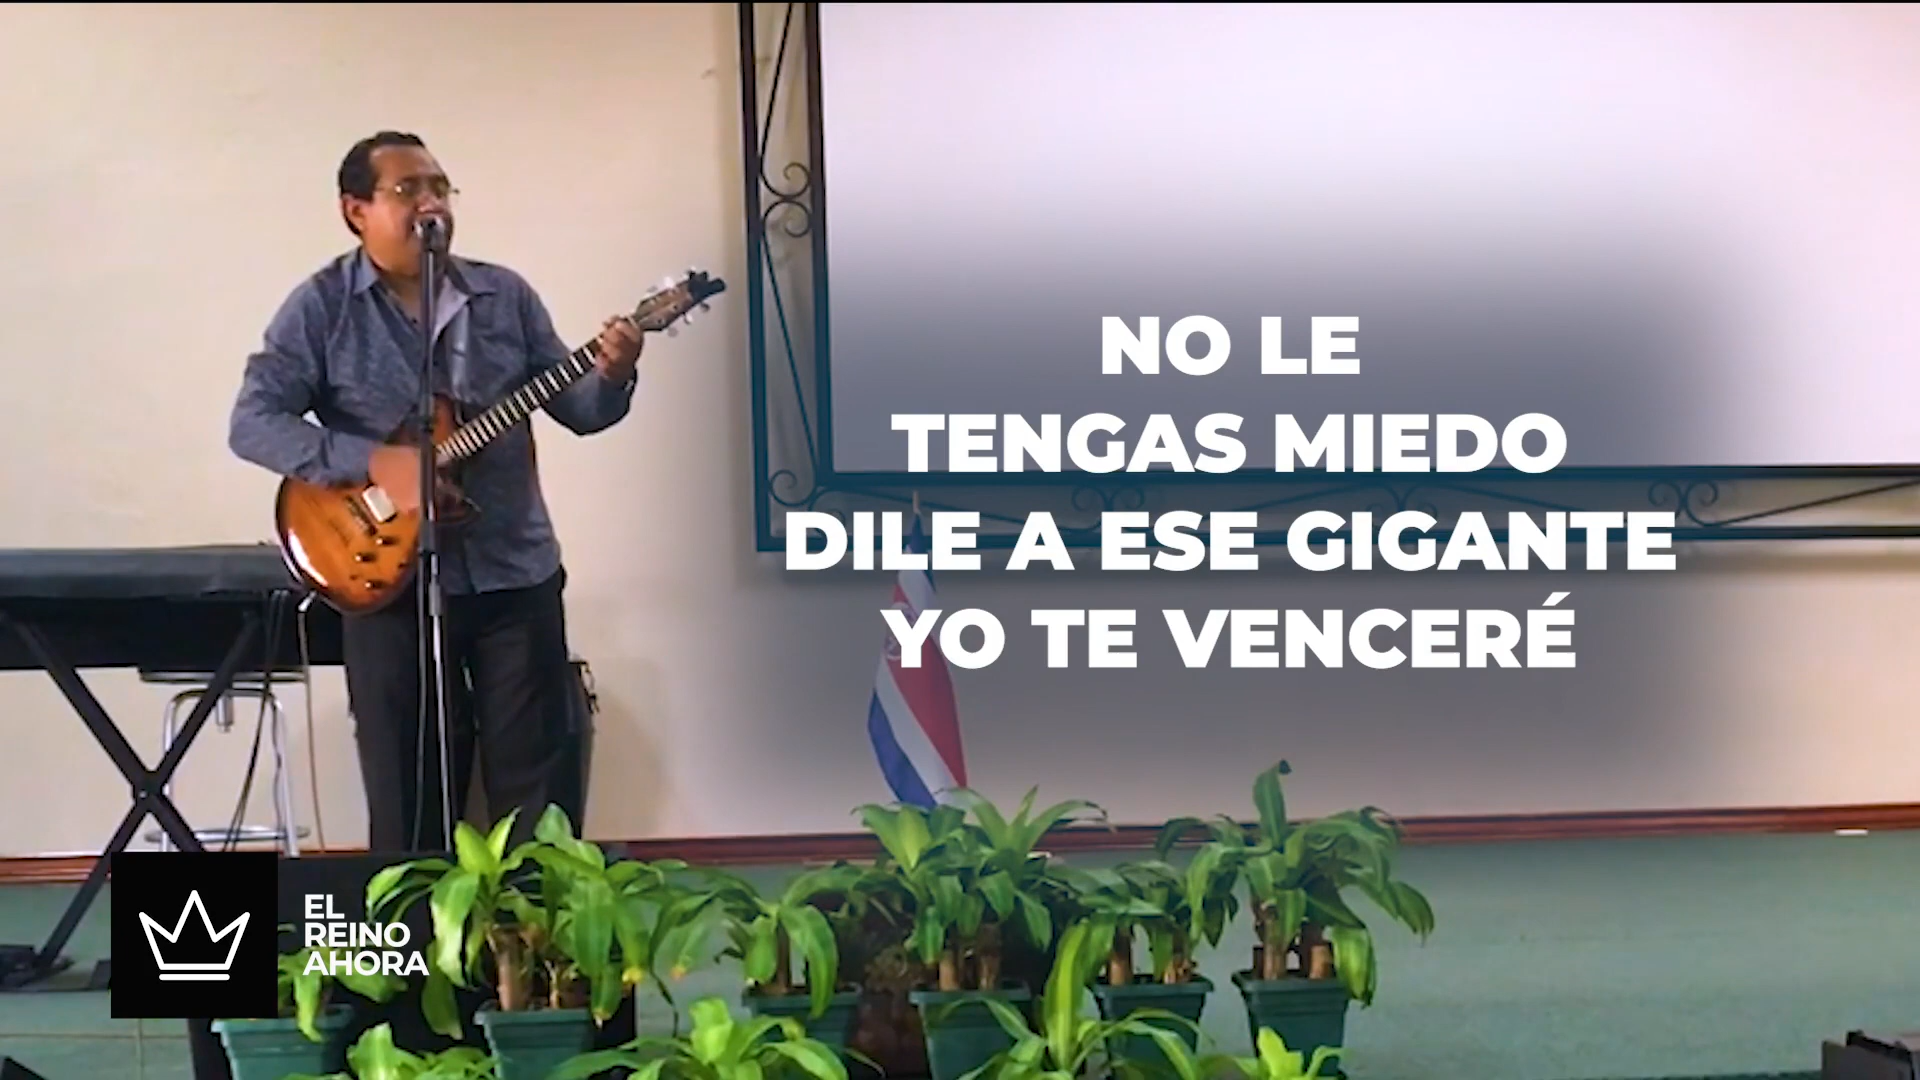 NO LE
TENGAS MIEDO
DILE A ESE GIGANTE
YO TE VENCERÉ
EL
REINO
AHORA